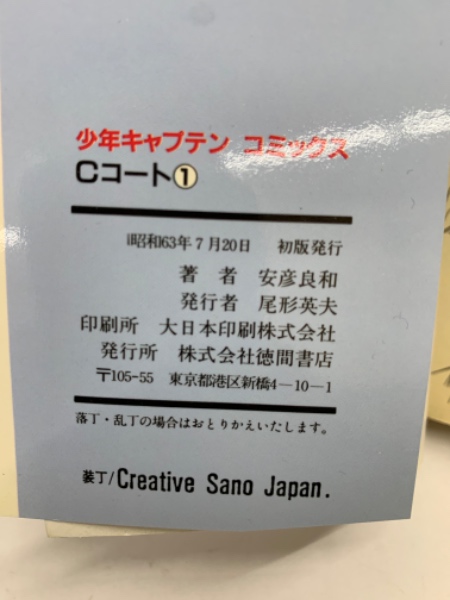 少年キャプテン コミックス
Cコート①
昭和63年7月20日 初版発行
著者 安彦良和
発行者 尾形英夫
印刷所 大日本印刷株式会社
発行所 株式会社徳間書店
〒105-55 東京都港区新橋4―10―1
落丁・乱丁の場合はおとりかえいたします。
装丁/Creative Sano Japan.